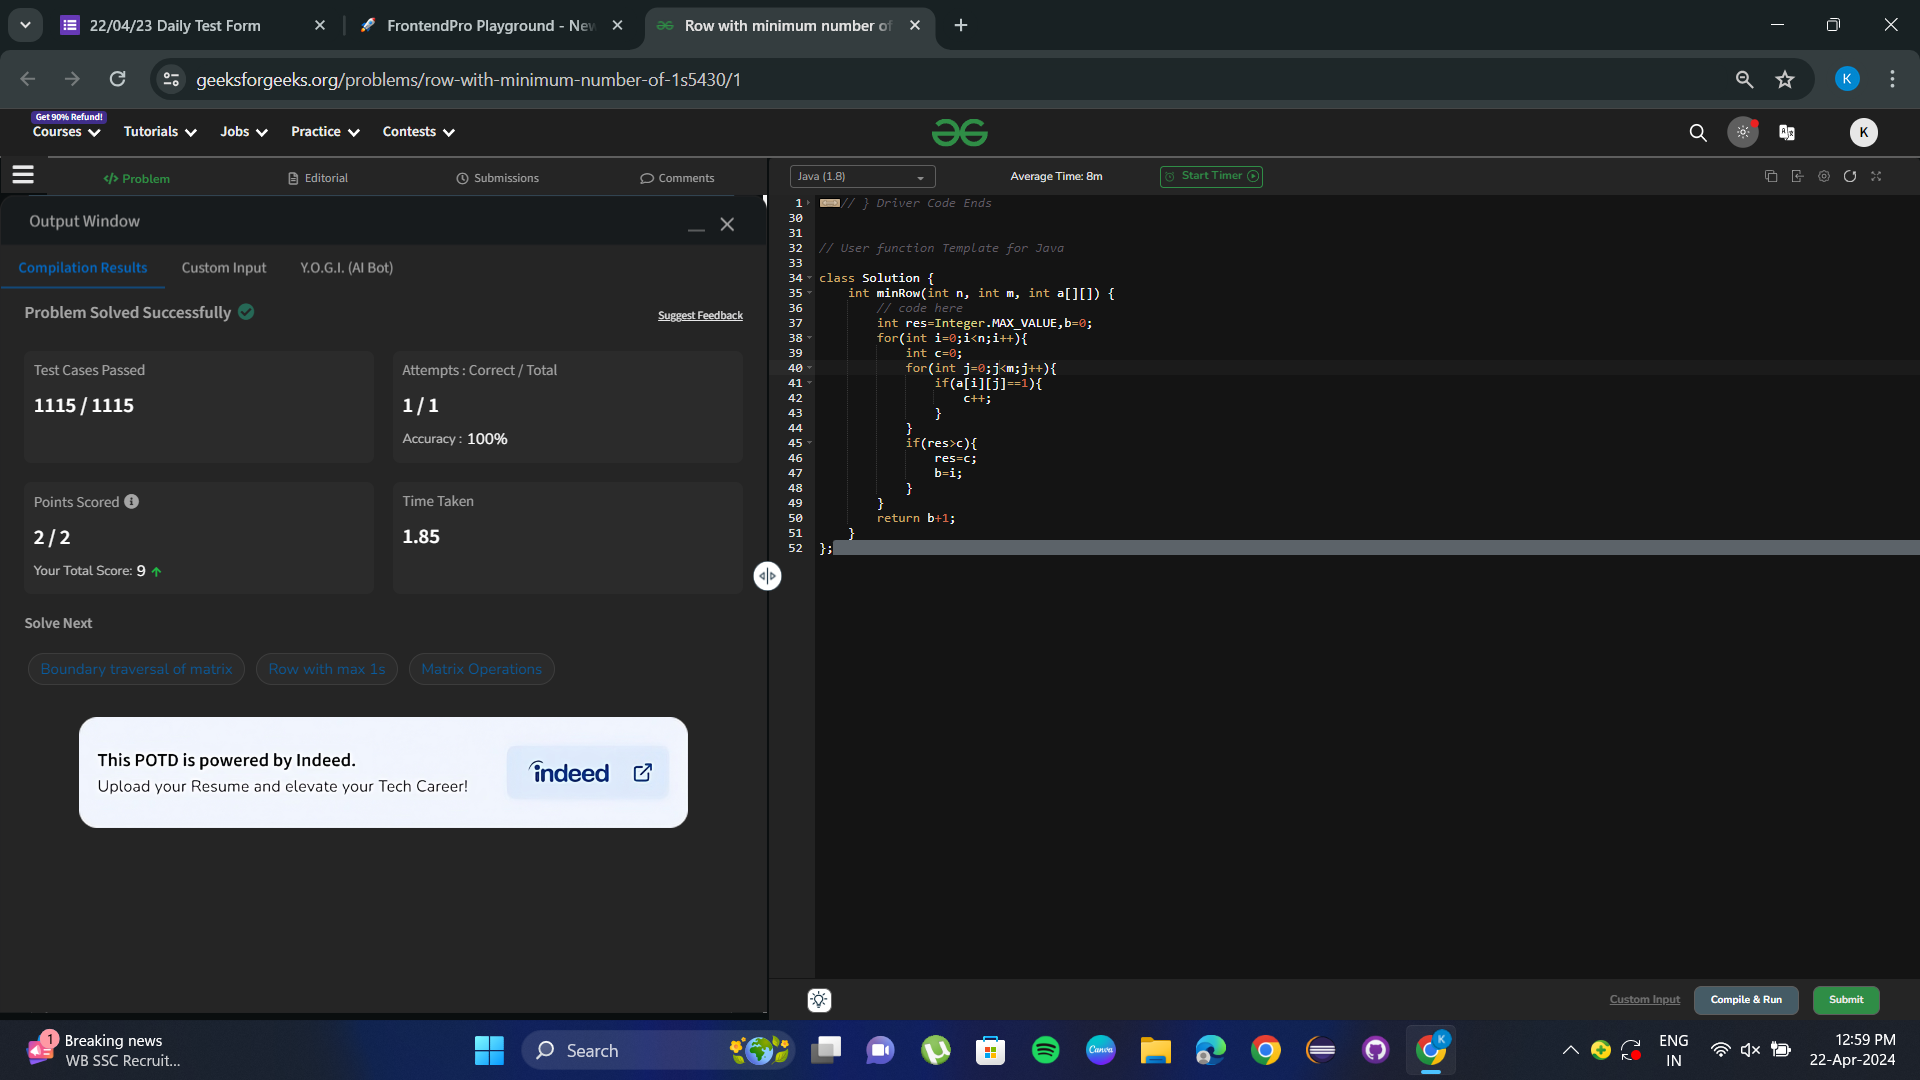 22/04/23 Daily Test Form
FrontendPro Playground - New
Row with minimum number of
geeksforgeeks.org/problems/row-with-minimum-number-of-1s5430/1
K
Get 90% Refund!
Courses
Tutorials
Jobs
Practice
Contests
K
</> Problem
Editorial
Submissions
Comments
Java (1.8)
Average Time: 8m
Start Timer
Output Window
Compilation Results
Custom Input
Y.O.G.I. (AI Bot)
Problem Solved Successfully
Suggest Feedback
Test Cases Passed
1115 / 1115
Attempts : Correct / Total
1 / 1
Accuracy : 100%
Points Scored
2 / 2
Your Total Score: 9
Time Taken
1.85
Solve Next
Boundary traversal of matrix
Row with max 1s
Matrix Operations
This POTD is powered by Indeed.
Upload your Resume and elevate your Tech Career!
indeed
1 // } Driver Code Ends
30
31
32 // User function Template for Java
33
34 class Solution {
35 int minRow(int n, int m, int a[][]) {
36 // code here
37 int res=Integer.MAX_VALUE,b=0;
38 for(int i=0;i<n;i++){
39 int c=0;
40 for(int j=0;j<m;j++){
41 if(a[i][j]==1){
42 c++;
43 }
44 }
45 if(res>c){
46 res=c;
47 b=i;
48 }
49 }
50 return b+1;
51 }
52 };
Custom Input
Compile & Run
Submit
1
Breaking news
WB SSC Recruit...
Search
Canva
K
ENG
IN
12:59 PM
22-Apr-2024